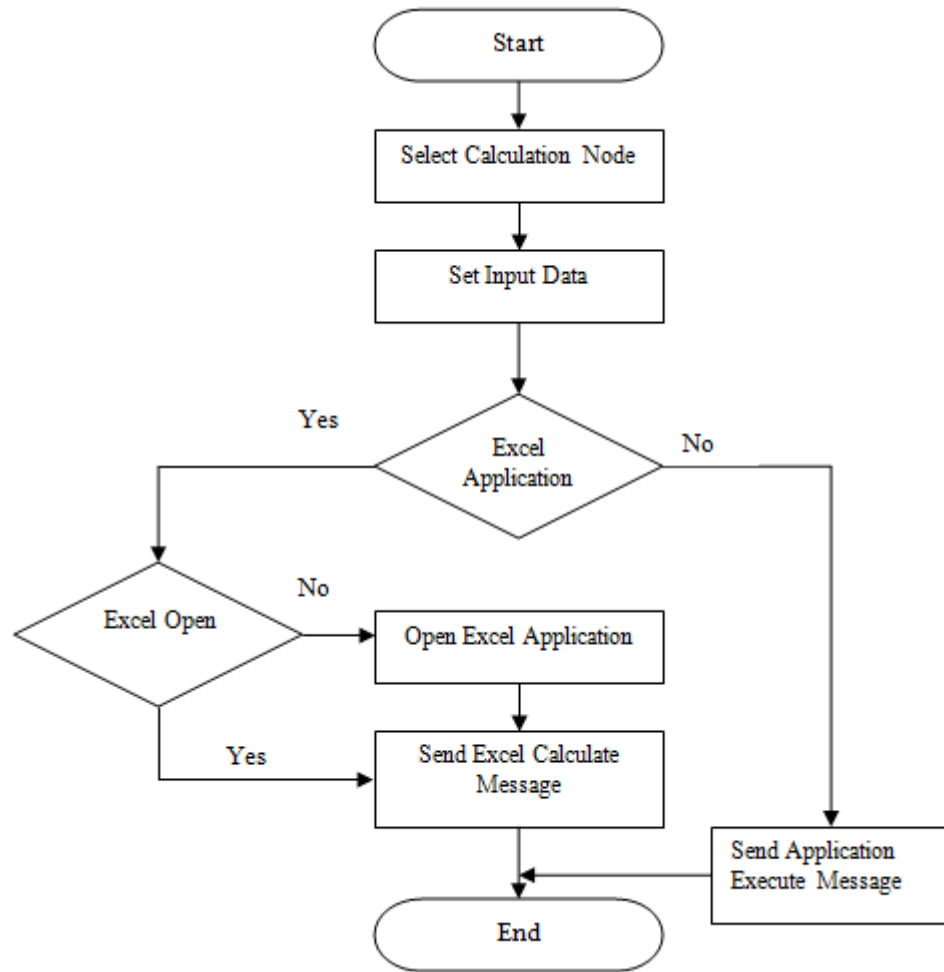 Start
Select Calculation Node
Set Input Data
Yes
Excel
Application
No
Excel Open
No
Open Excel Application
Yes
Send Excel Calculate
Message
Send Application
Execute Message
End